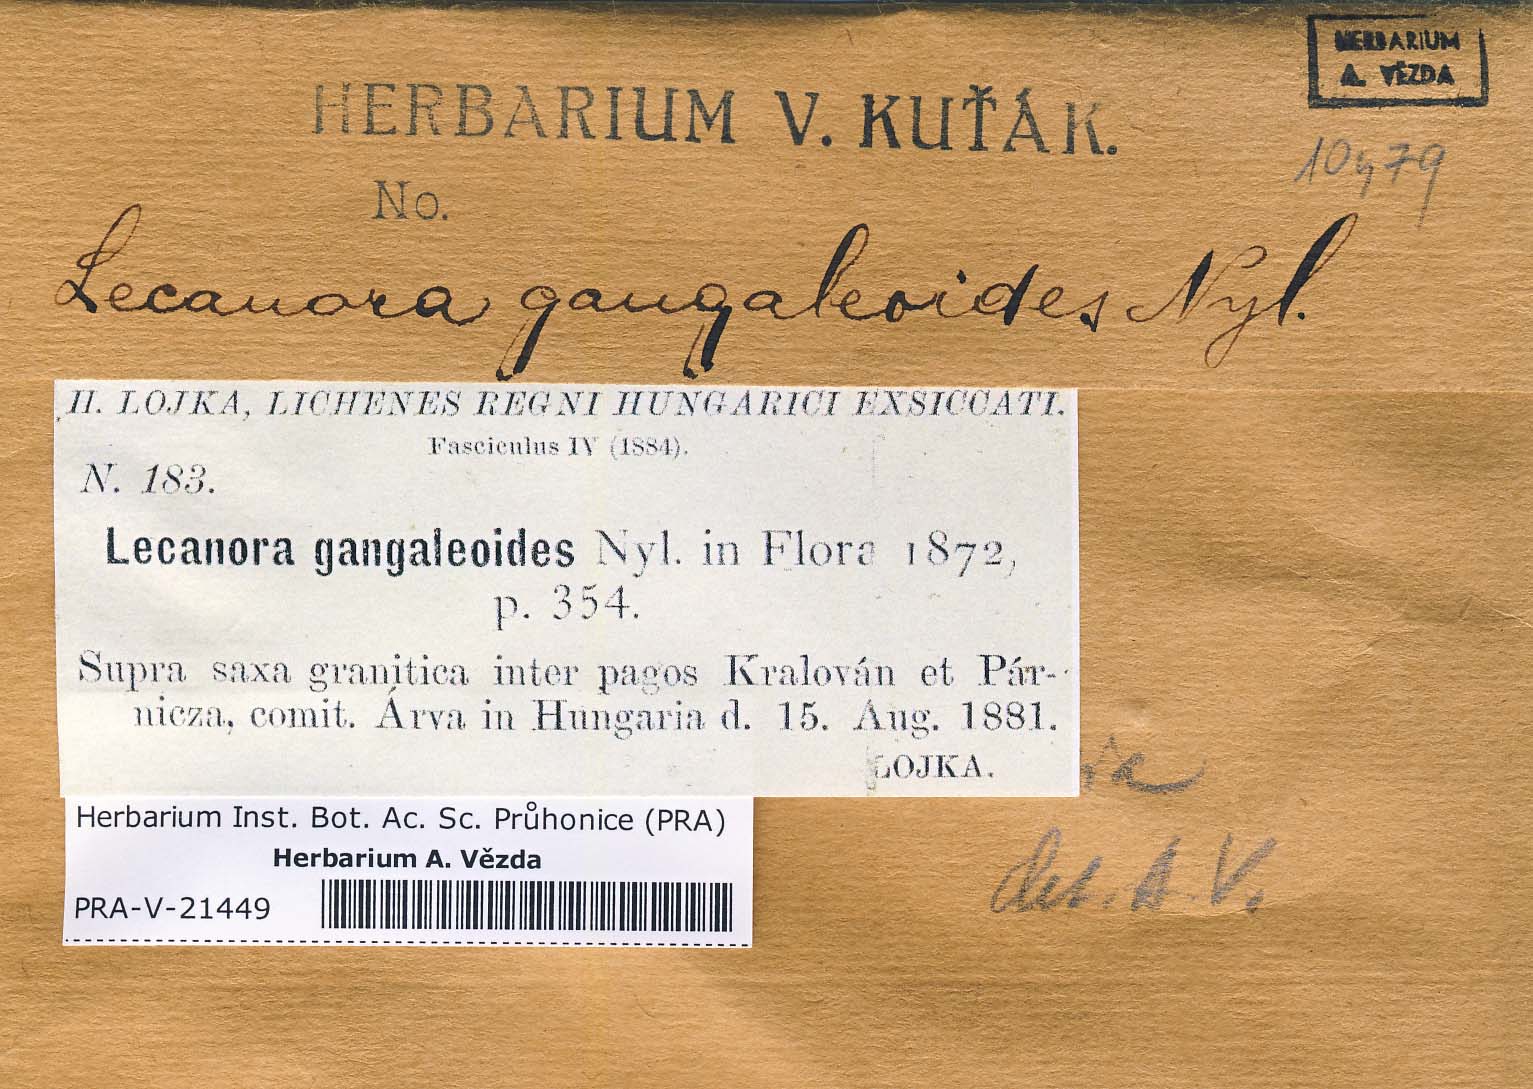 HERBARIUM
A. VĚZDA
HERBARIUM V. KUŤÁK.
No.
Lecanora gangaleoides Nyl.
H. LOJKA, LICHENES REGNI HUNGARICI EXSICCATI.
Fasciculus IV (1884).
N. 183.
Lecanora gangaleoides Nyl. in Flora 1872,
p. 354.
Supra saxa granitica inter pagos Kralován et Pár-
nicza, comit. Árva in Hungaria d. 15. Aug. 1881.
LOJKA.
det. A. V.
Herbarium Inst. Bot. Ac. Sc. Průhonice (PRA)
Herbarium A. Vězda
PRA-V-21449